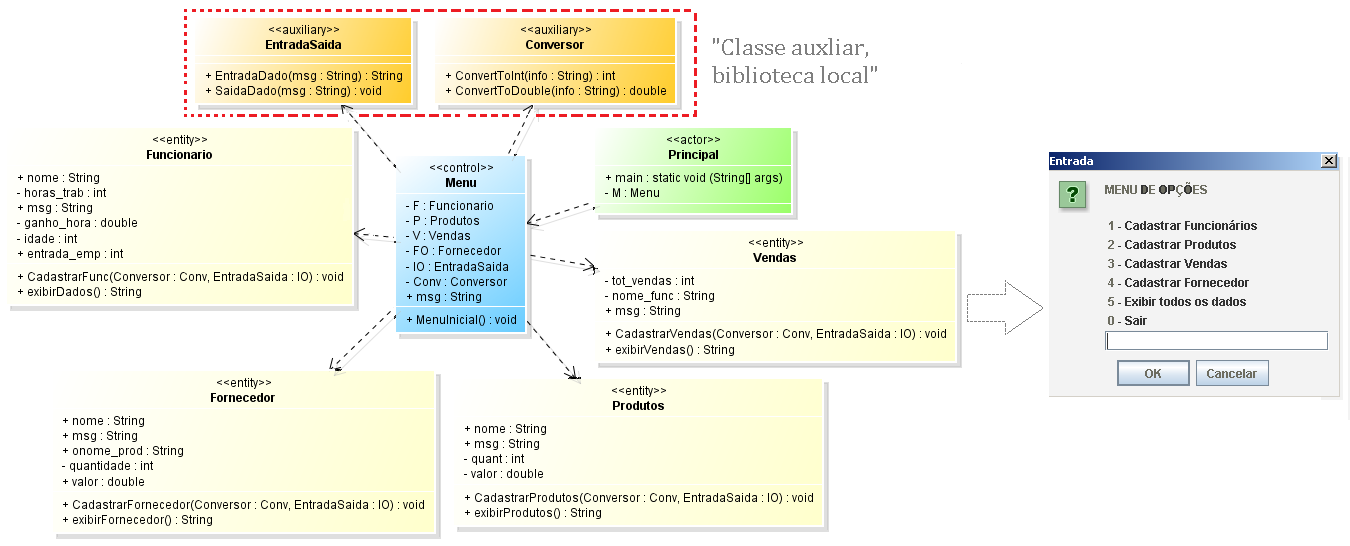 <<auxiliary>>
EntradaSaida
+ EntradaDado(msg : String) : String
+ SaidaDado(msg : String) : void
<<auxiliary>>
Conversor
+ ConvertToInt(info : String) : int
+ ConvertToDouble(info : String) : double
"Classe auxliar,
biblioteca local"
<<entity>>
Funcionario
+ nome : String
- horas_trab : int
+ msg : String
- ganho_hora : double
- idade : int
+ entrada_emp : int
+ CadastrarFunc(Conversor : Conv, EntradaSaida : IO) : void
+ exibirDados() : String
<<control>>
Menu
- F : Funcionario
- P : Produtos
- V : Vendas
- FO : Fornecedor
- IO : EntradaSaida
- Conv : Conversor
+ msg : String
+ MenuInicial() : void
<<actor>>
Principal
+ main : static void (String[] args)
- M : Menu
<<entity>>
Vendas
- tot_vendas : int
- nome_func : String
+ msg : String
+ CadastrarVendas(Conversor : Conv, EntradaSaida : IO) : void
+ exibirVendas() : String
<<entity>>
Fornecedor
+ nome : String
+ msg : String
+ onome_prod : String
- quantidade : int
+ valor : double
+ CadastrarFornecedor(Conversor : Conv, EntradaSaida : IO) : void
+ exibirFornecedor() : String
<<entity>>
Produtos
+ nome : String
+ msg : String
- quant : int
- valor : double
+ CadastrarProdutos(Conversor : Conv, EntradaSaida : IO) : void
+ exibirProdutos() : String
Entrada
?
MENU DE OPÇÕES
1 - Cadastrar Funcionários
2 - Cadastrar Produtos
3 - Cadastrar Vendas
4 - Cadastrar Fornecedor
5 - Exibir todos os dados
0 - Sair
OK
Cancelar